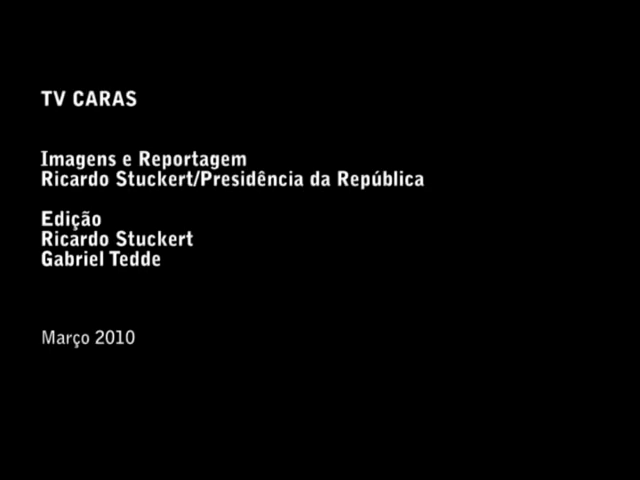 TV CARAS
Imagens e Reportagem
Ricardo Stuckert/Presidência da República
Edição
Ricardo Stuckert
Gabriel Tedde
Março 2010